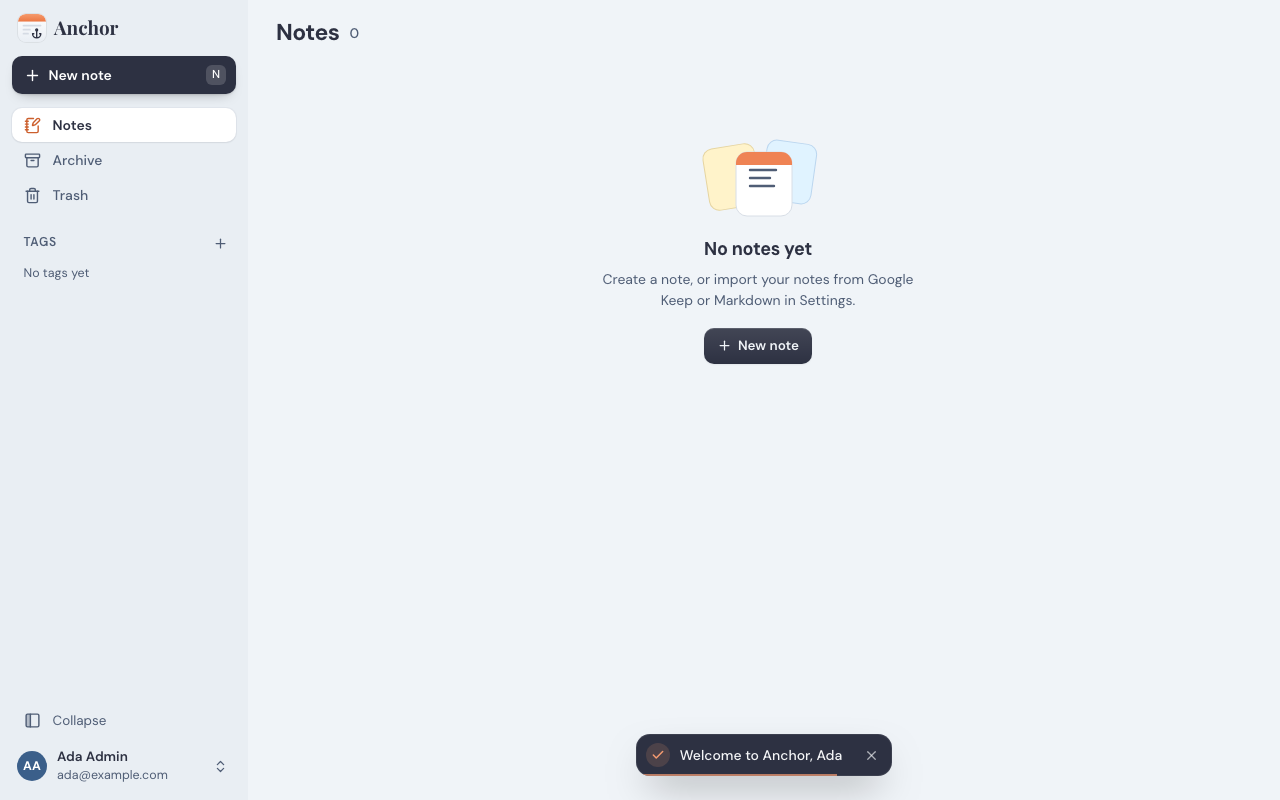 Anchor
New note N
Notes
Archive
Trash
TAGS
No tags yet
Collapse
AA
Ada Admin
ada@example.com
Notes 0
No notes yet
Create a note, or import your notes from Google
Keep or Markdown in Settings.
New note
Welcome to Anchor, Ada